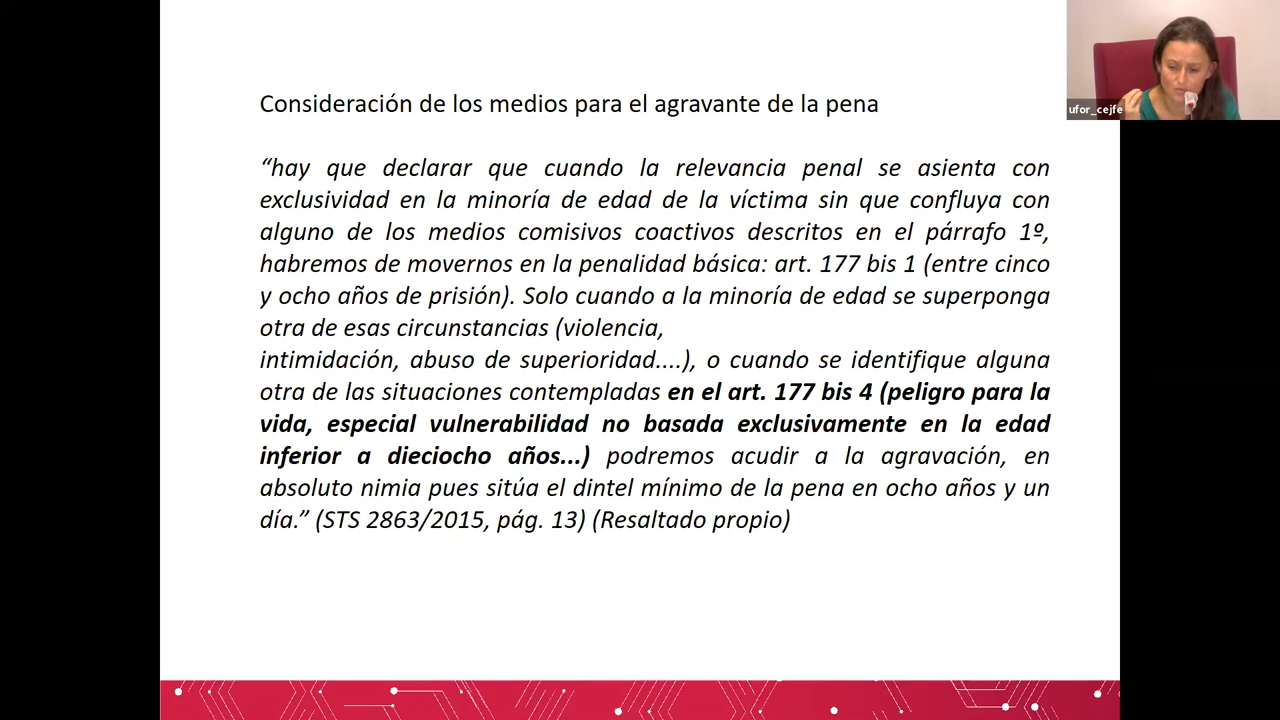 Consideración de los medios para el agravante de la pena
“hay que declarar que cuando la relevancia penal se asienta con
exclusividad en la minoría de edad de la víctima sin que confluya con
alguno de los medios comisivos coactivos descritos en el párrafo 1º,
habremos de movernos en la penalidad básica: art. 177 bis 1 (entre cinco
y ocho años de prisión). Solo cuando a la minoría de edad se superponga
otra de esas circunstancias (violencia,
intimidación, abuso de superioridad....), o cuando se identifique alguna
otra de las situaciones contempladas en el art. 177 bis 4 (peligro para la
vida, especial vulnerabilidad no basada exclusivamente en la edad
inferior a dieciocho años...) podremos acudir a la agravación, en
absoluto nimia pues sitúa el dintel mínimo de la pena en ocho años y un
día.” (STS 2863/2015, pág. 13) (Resaltado propio)
ufor_cejfe